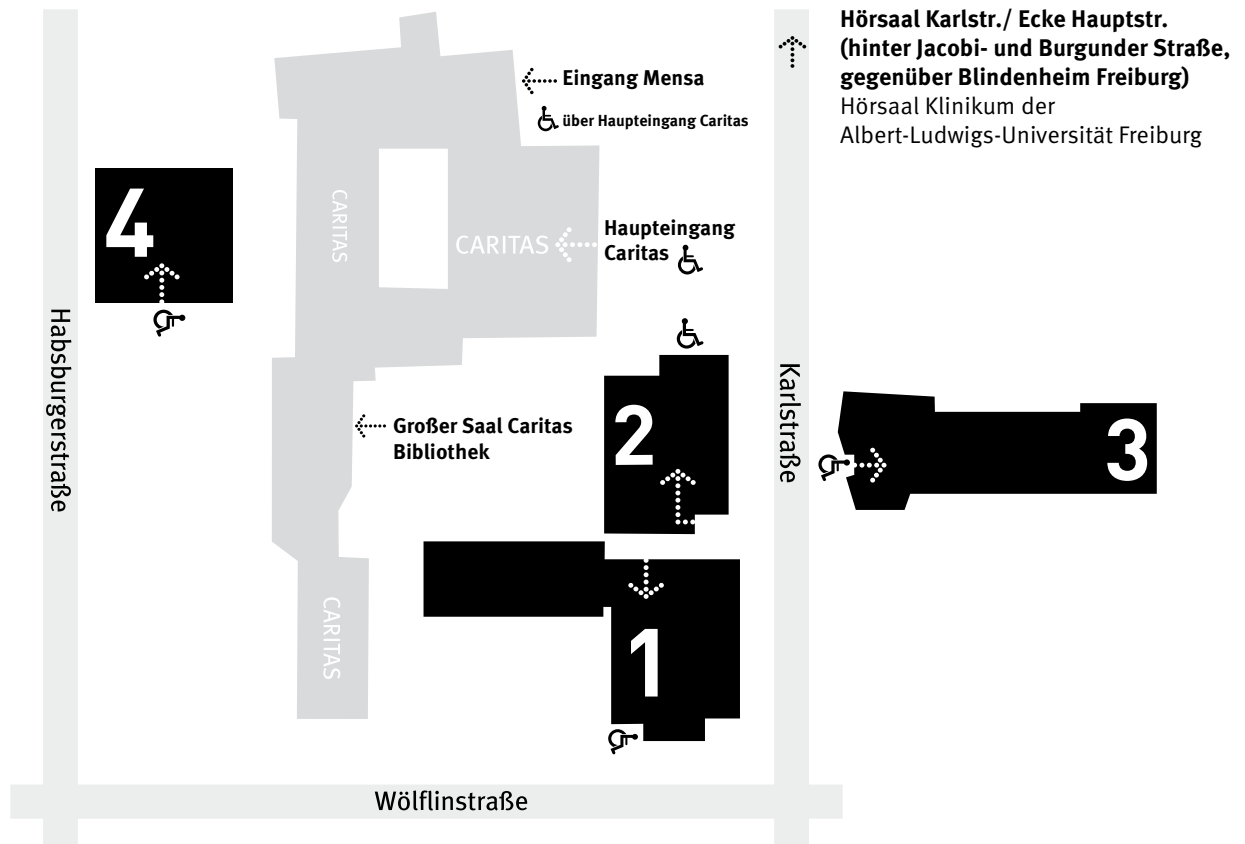 Hörsaal Karlstr./ Ecke Hauptstr.
(hinter Jacobi- und Burgunder Straße,
gegenüber Blindenheim Freiburg)
Hörsaal Klinikum der
Albert-Ludwigs-Universität Freiburg
Eingang Mensa
über Haupteingang Caritas
4
CARITAS
CARITAS
Haupteingang
Caritas
Habsburgerstraße
Karlstraße
Großer Saal Caritas
Bibliothek
2
3
CARITAS
1
Wölflinstraße